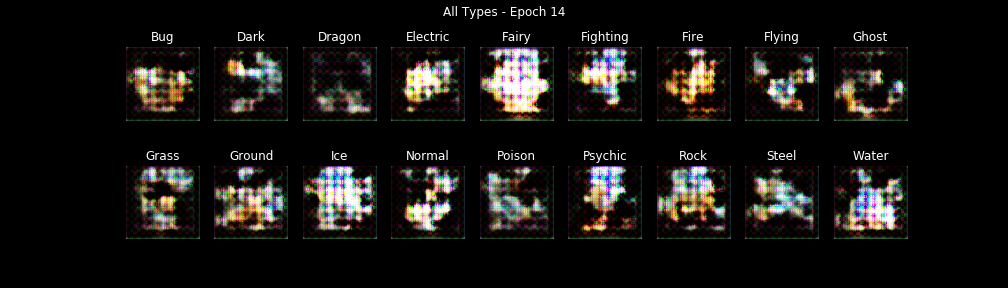 All Types - Epoch 14
Bug Dark Dragon Electric Fairy Fighting Fire Flying Ghost
Grass Ground Ice Normal Poison Psychic Rock Steel Water